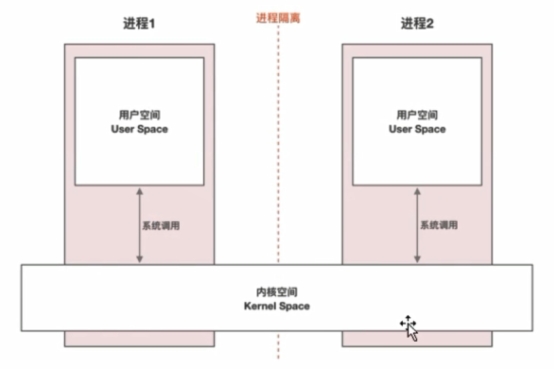 进程1
进程隔离
进程2
用户空间
User Space
用户空间
User Space
系统调用
系统调用
内核空间
Kernel Space